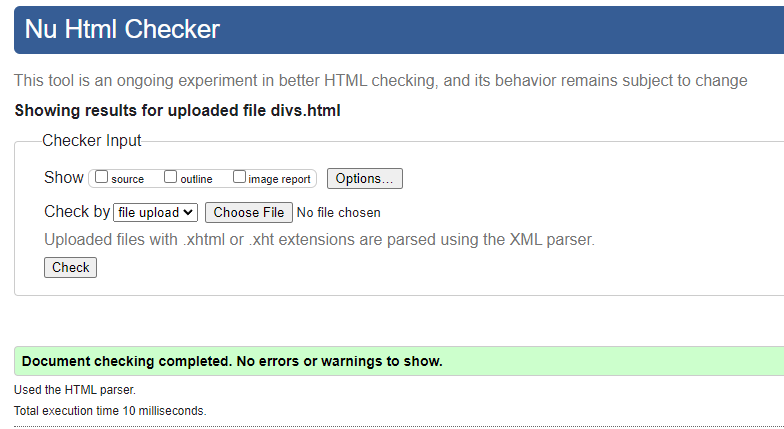 Nu Html Checker
This tool is an ongoing experiment in better HTML checking, and its behavior remains subject to change
Showing results for uploaded file divs.html
Checker Input
Show source outline image report Options...
Check by file upload Choose File No file chosen
Uploaded files with .xhtml or .xht extensions are parsed using the XML parser.
Check
Document checking completed. No errors or warnings to show.
Used the HTML parser.
Total execution time 10 milliseconds.